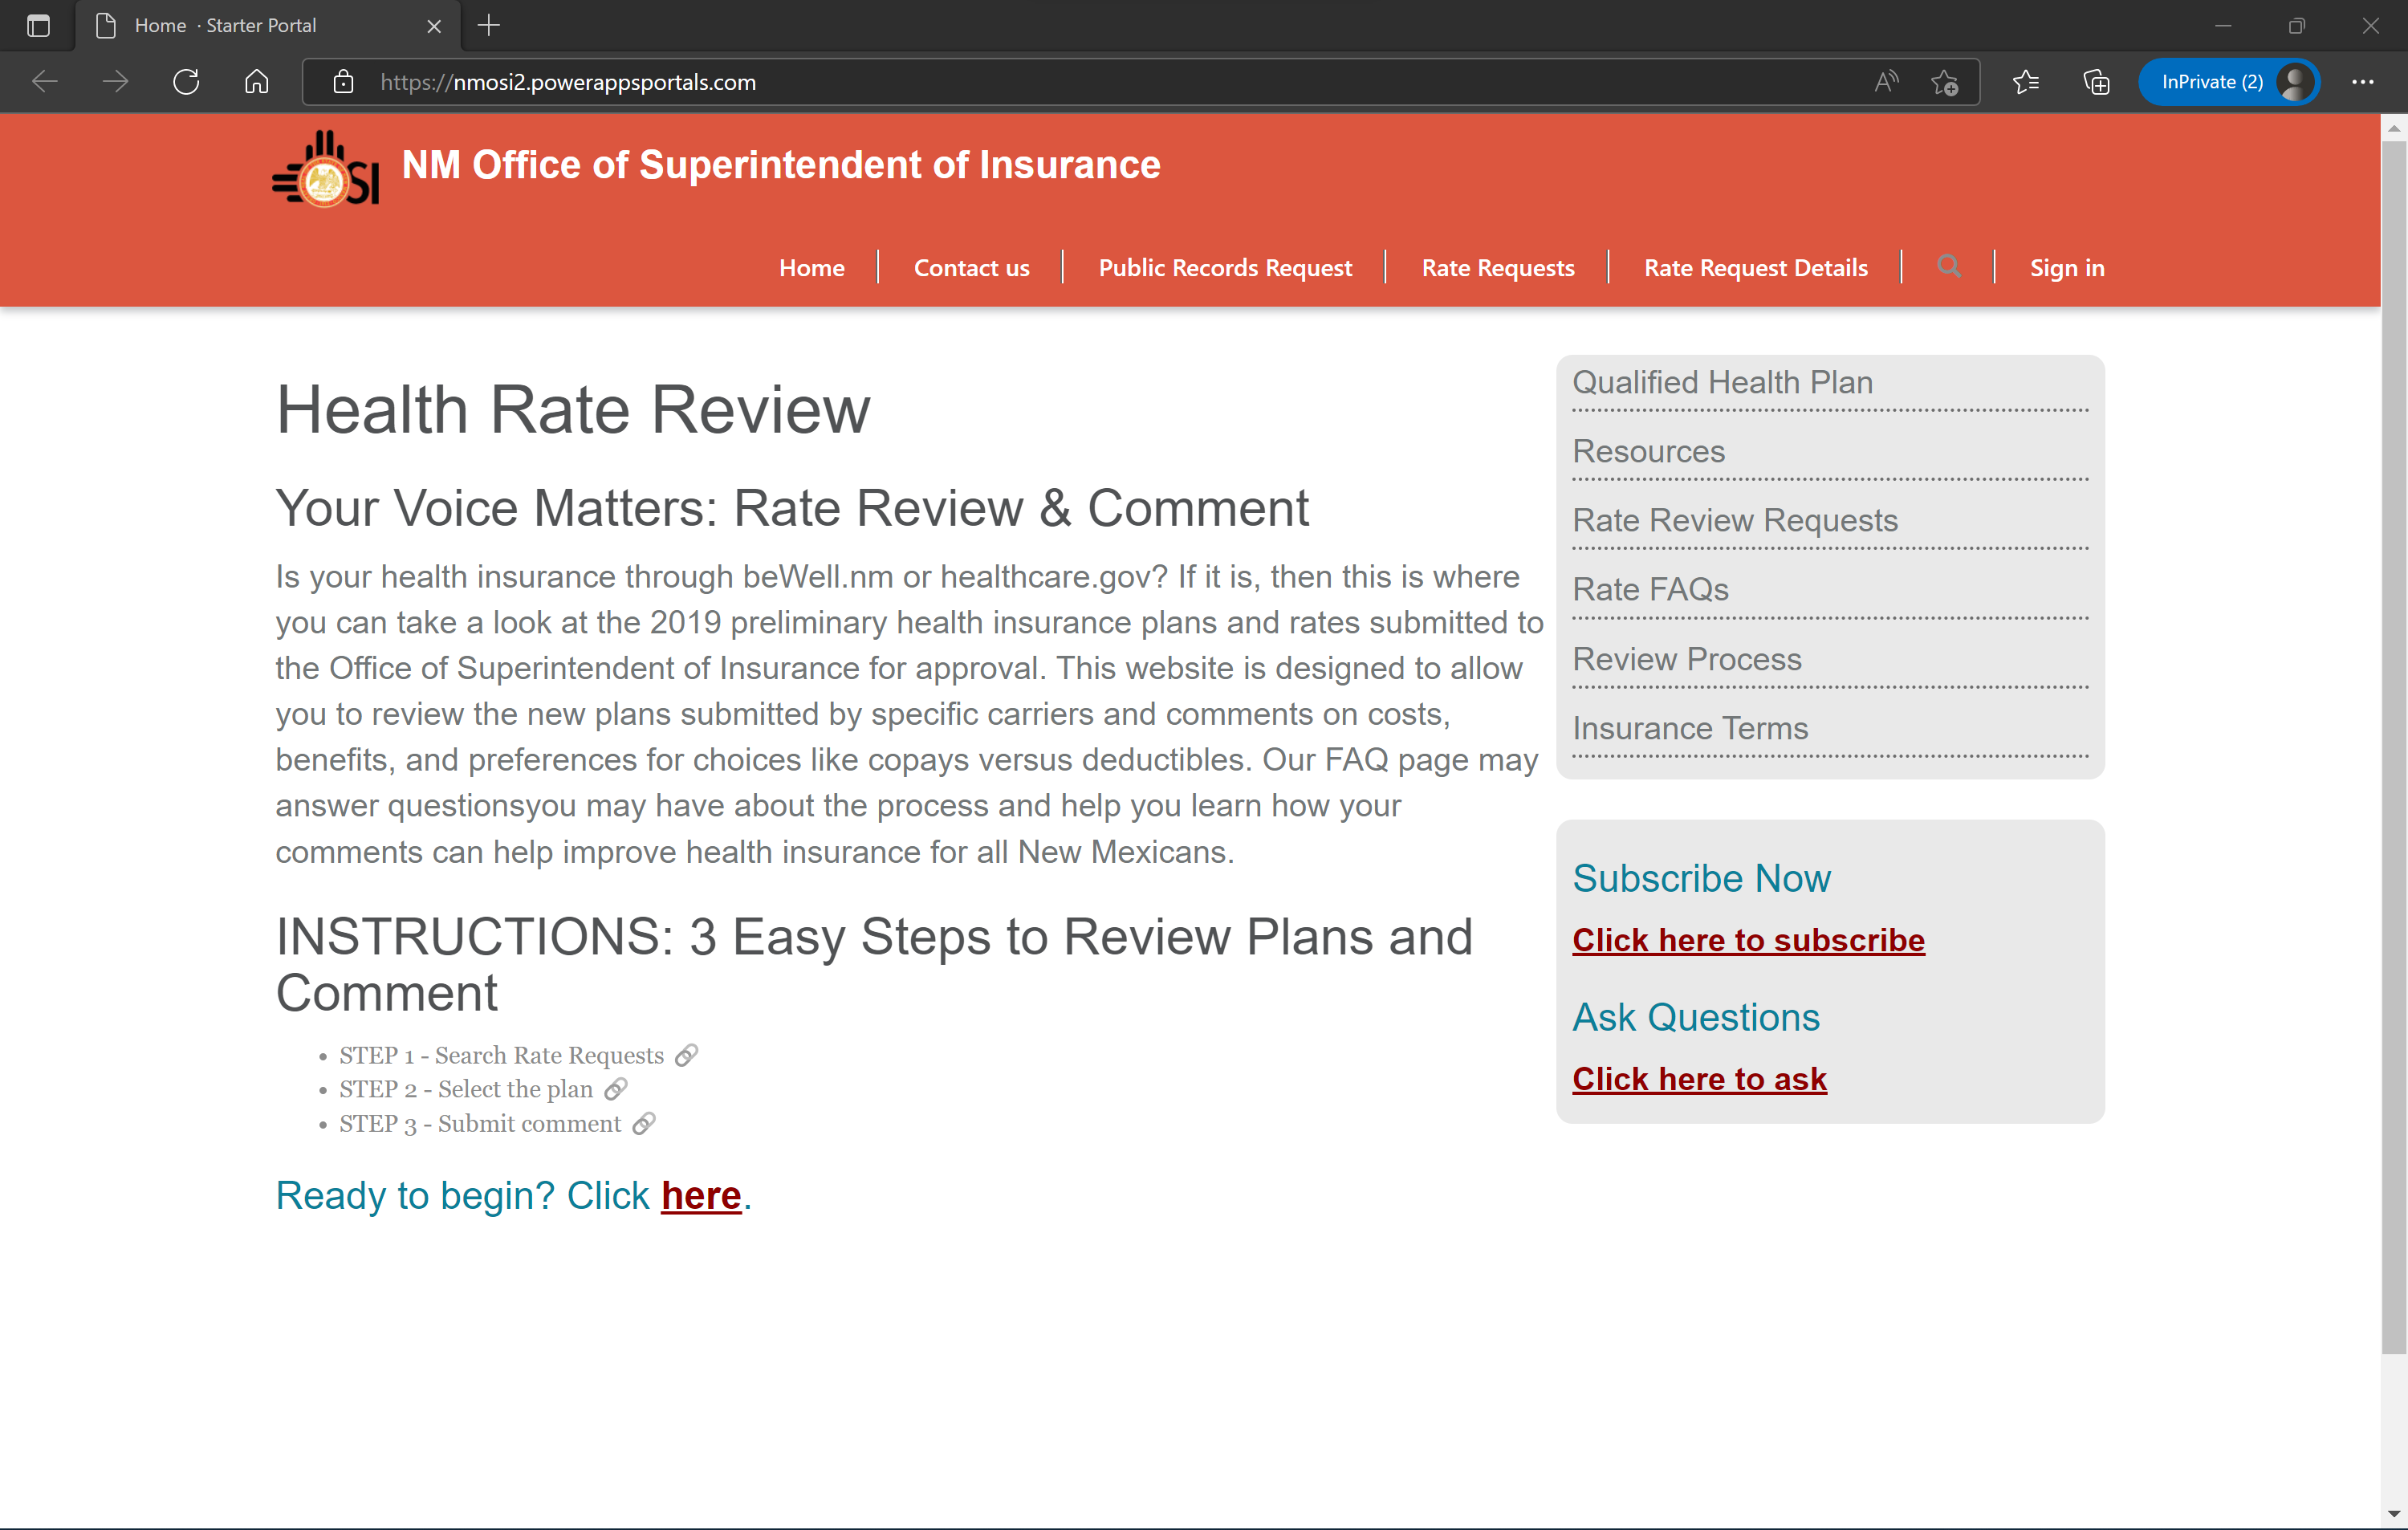 Home · Starter Portal
https://nmosi2.powerappsportals.com
InPrivate (2)
SI
NM Office of Superintendent of Insurance
Home
Contact us
Public Records Request
Rate Requests
Rate Request Details
Sign in
Health Rate Review
Your Voice Matters: Rate Review & Comment
Is your health insurance through beWell.nm or healthcare.gov? If it is, then this is where
you can take a look at the 2019 preliminary health insurance plans and rates submitted to
the Office of Superintendent of Insurance for approval. This website is designed to allow
you to review the new plans submitted by specific carriers and comments on costs,
benefits, and preferences for choices like copays versus deductibles. Our FAQ page may
answer questionsyou may have about the process and help you learn how your
comments can help improve health insurance for all New Mexicans.
INSTRUCTIONS: 3 Easy Steps to Review Plans and
Comment
• STEP 1 - Search Rate Requests
• STEP 2 - Select the plan
• STEP 3 - Submit comment
Ready to begin? Click here.
Qualified Health Plan
Resources
Rate Review Requests
Rate FAQs
Review Process
Insurance Terms
Subscribe Now
Click here to subscribe
Ask Questions
Click here to ask